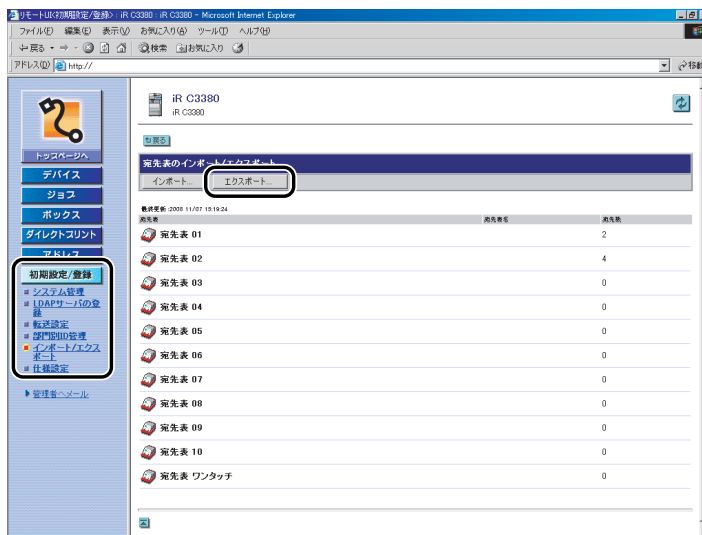 リモートUI<初期設定/登録> : iR C3380 : iR C3380 - Microsoft Internet Explorer
ファイル(F) 編集(E) 表示(V) お気に入り(A) ツール(T) ヘルプ(H)
戻る 検索 お気に入り
アドレス(D) http:// 移動
iR C3380
iR C3380
トップページへ
戻る
デバイス
宛先表のインポート/エクスポート
インポート... エクスポート...
ジョブ
ボックス
最終更新 :2008 11/07 15:19:24
宛先表 宛先表名 宛先数
ダイレクトプリント
宛先表 01 2
アドレス
宛先表 02 4
初期設定/登録
システム管理
宛先表 03 0
LDAPサーバの登
録
宛先表 04 0
転送設定
宛先表 05 0
部門別ID管理
インポート/エクス
ポート
宛先表 06 0
仕様設定
宛先表 07 0
管理者へメール
宛先表 08 0
宛先表 09 0
宛先表 10 0
宛先表 ワンタッチ 0